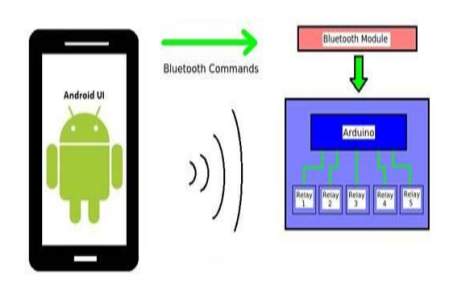 Android UI
Bluetooth Commands
Bluetooth Module
Arduino
Relay
1
Relay
2
Relay
3
Relay
4
Relay
5